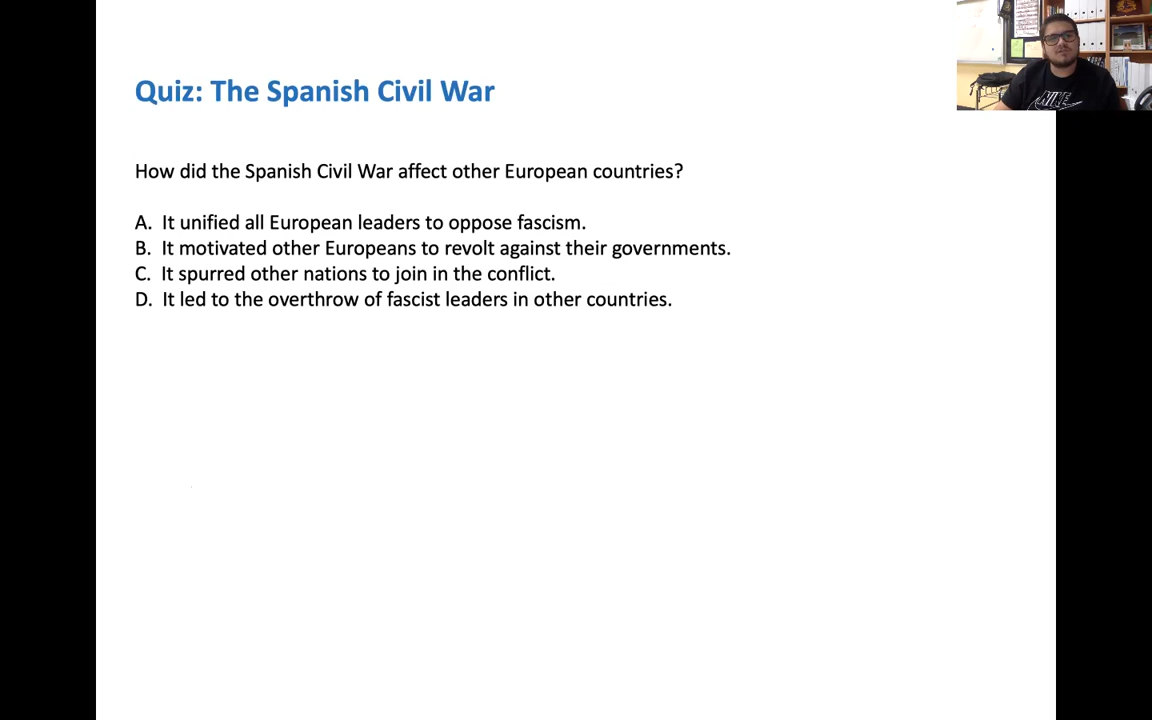 Quiz: The Spanish Civil War
How did the Spanish Civil War affect other European countries?
A. It unified all European leaders to oppose fascism.
B. It motivated other Europeans to revolt against their governments.
C. It spurred other nations to join in the conflict.
D. It led to the overthrow of fascist leaders in other countries.
NIKE